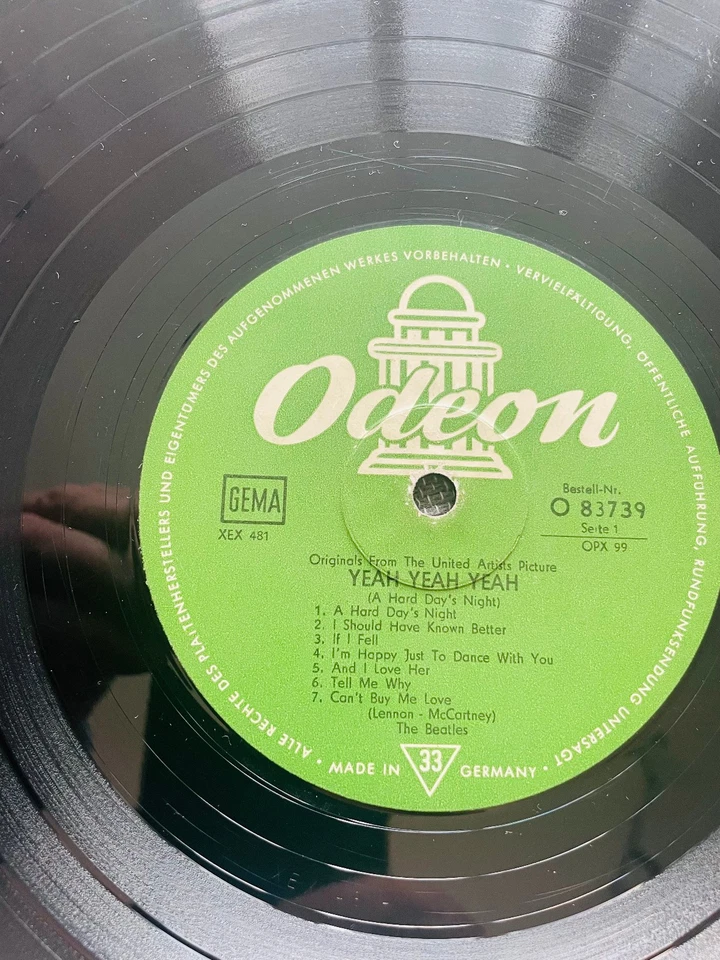 ALLE RECHTE DES PLATTENHERSTELLERS UND EIGENTÜMERS DES AUFGENOMMENEN WERKES VORBEHALTEN · VERVIELFÄLTIGUNG, ÖFFENTLICHE AUFFÜHRUNG, RUNDFUNKSENDUNG UNTERSAGT ·
Odeon
GEMA
XEX 481
Bestell-Nr.
O 83739
Seite 1
OPX 99
Originals From The United Artists Picture
YEAH YEAH YEAH
(A Hard Day's Night)
1. A Hard Day's Night
2. I Should Have Known Better
3. If I Fell
4. I'm Happy Just To Dance With You
5. And I Love Her
6. Tell Me Why
7. Can't Buy Me Love
(Lennon - McCartney)
The Beatles
MADE IN 33 GERMANY ·